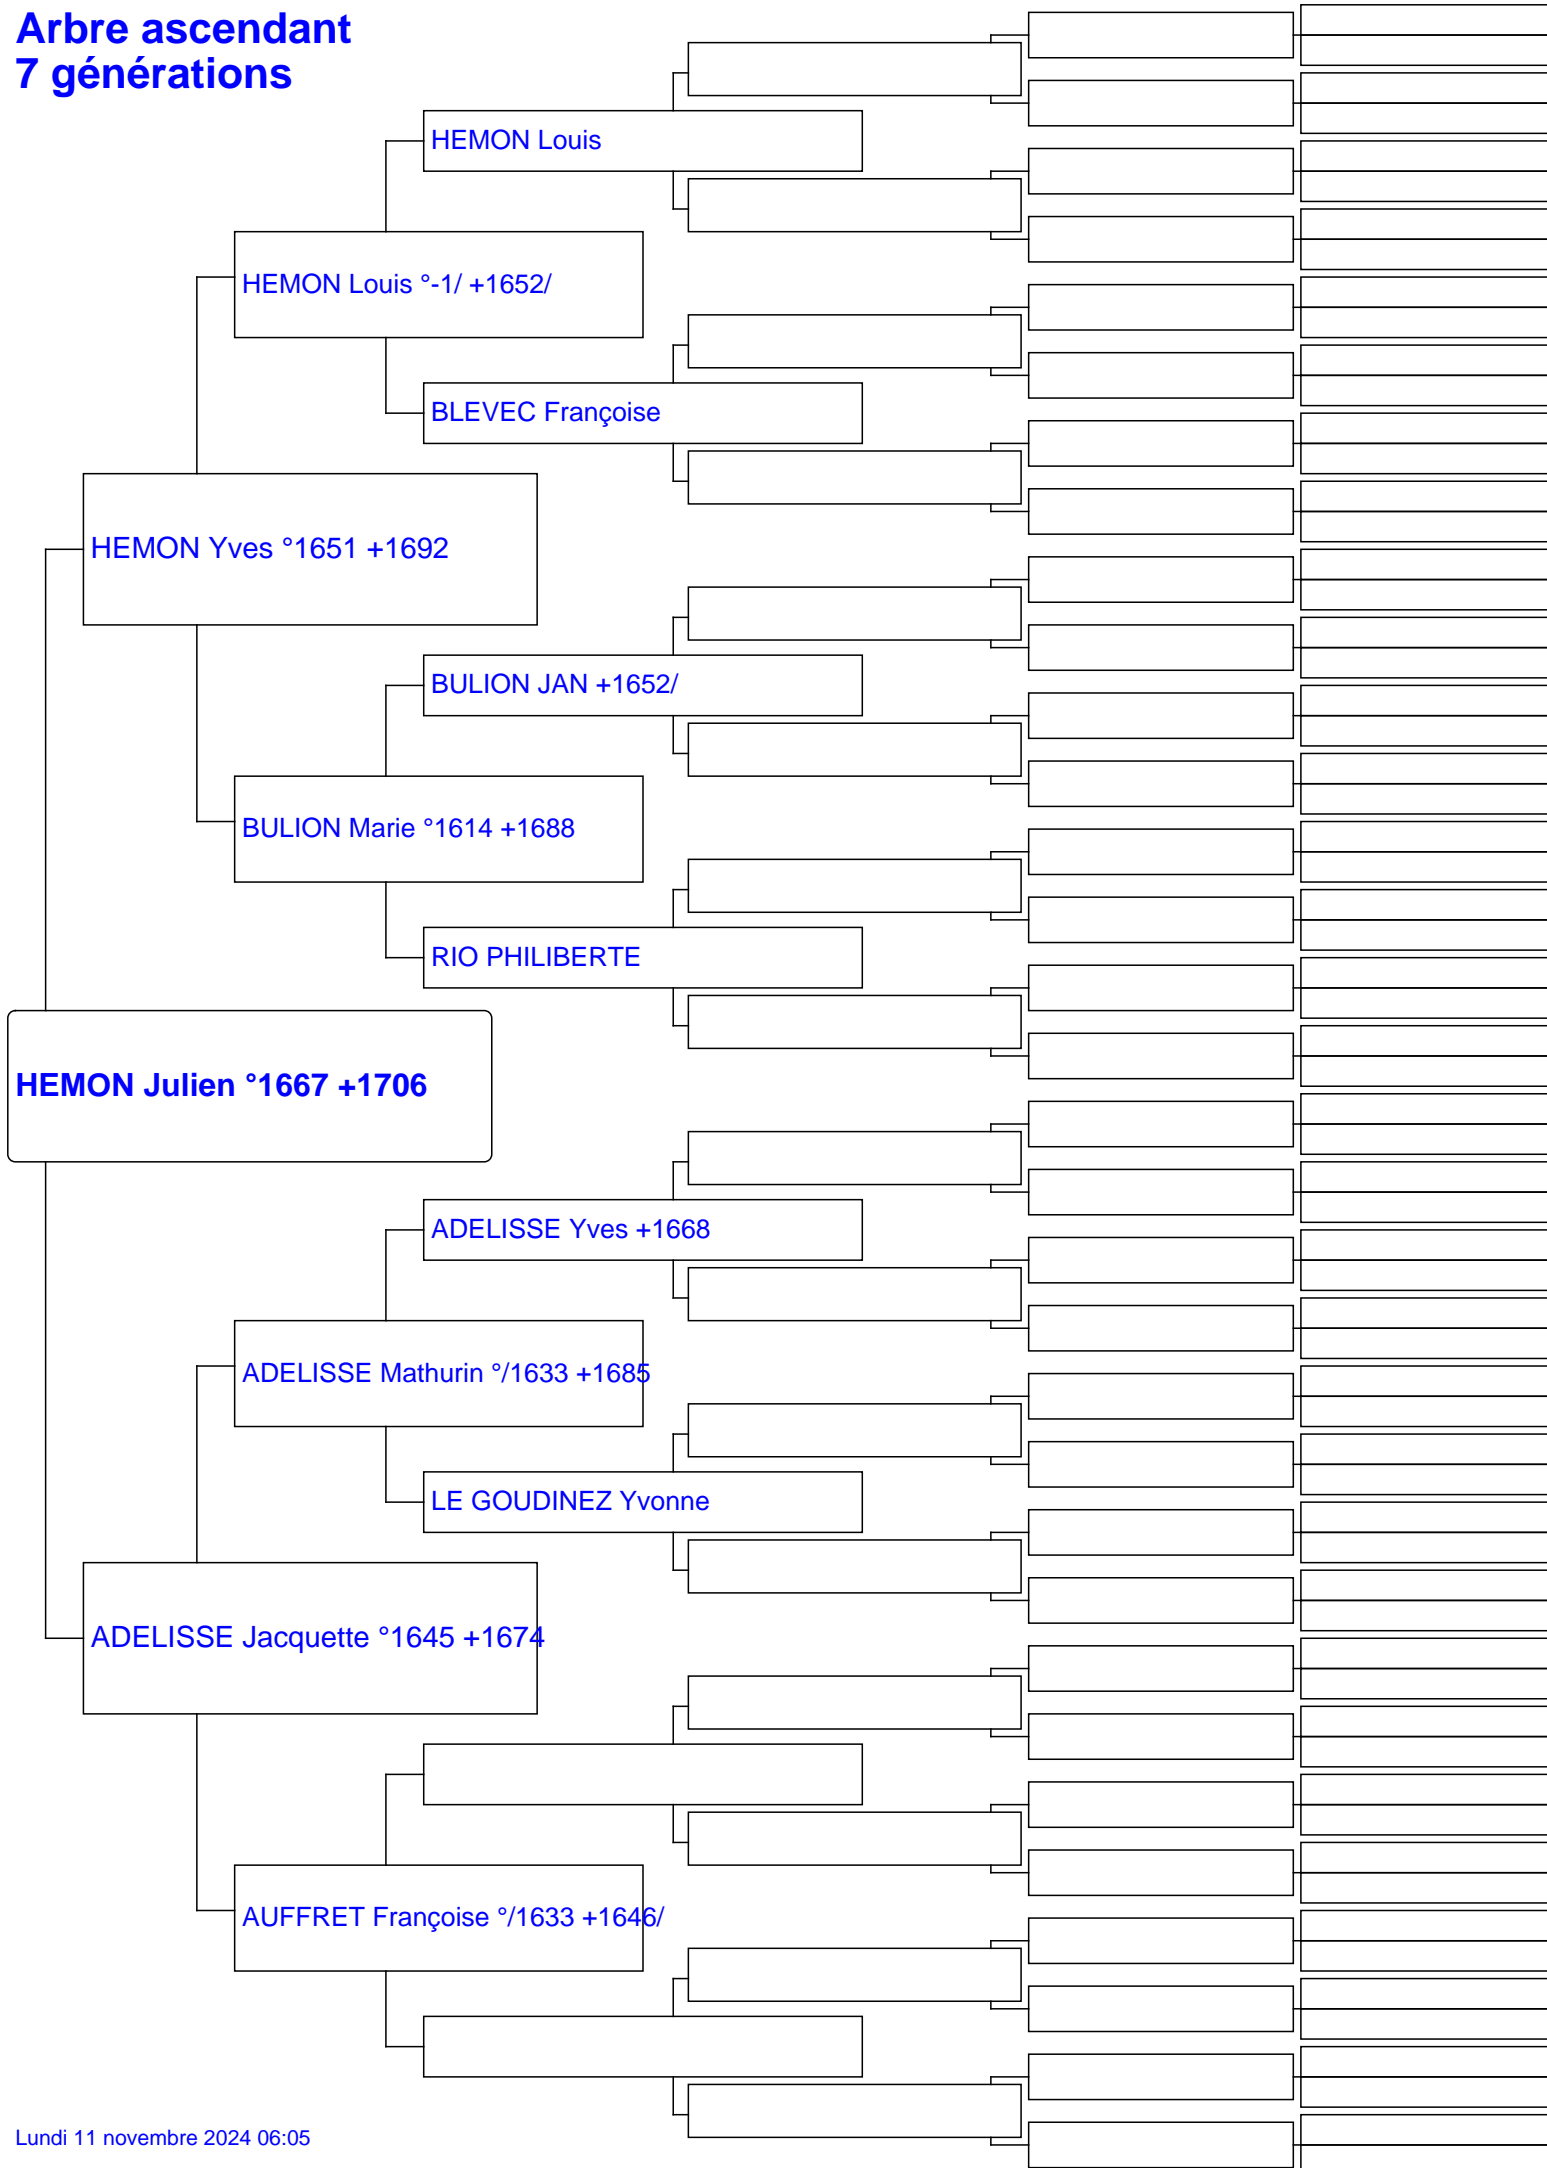 Arbre ascendant
7 générations
HEMON Louis
HEMON Louis °-1/ +1652/
BLEVEC Françoise
HEMON Yves °1651 +1692
BULION JAN +1652/
BULION Marie °1614 +1688
RIO PHILIBERTE
HEMON Julien °1667 +1706
ADELISSE Yves +1668
ADELISSE Mathurin °/1633 +1685
LE GOUDINEZ Yvonne
ADELISSE Jacquette °1645 +1674
AUFFRET Françoise °/1633 +1646/
Lundi 11 novembre 2024 06:05